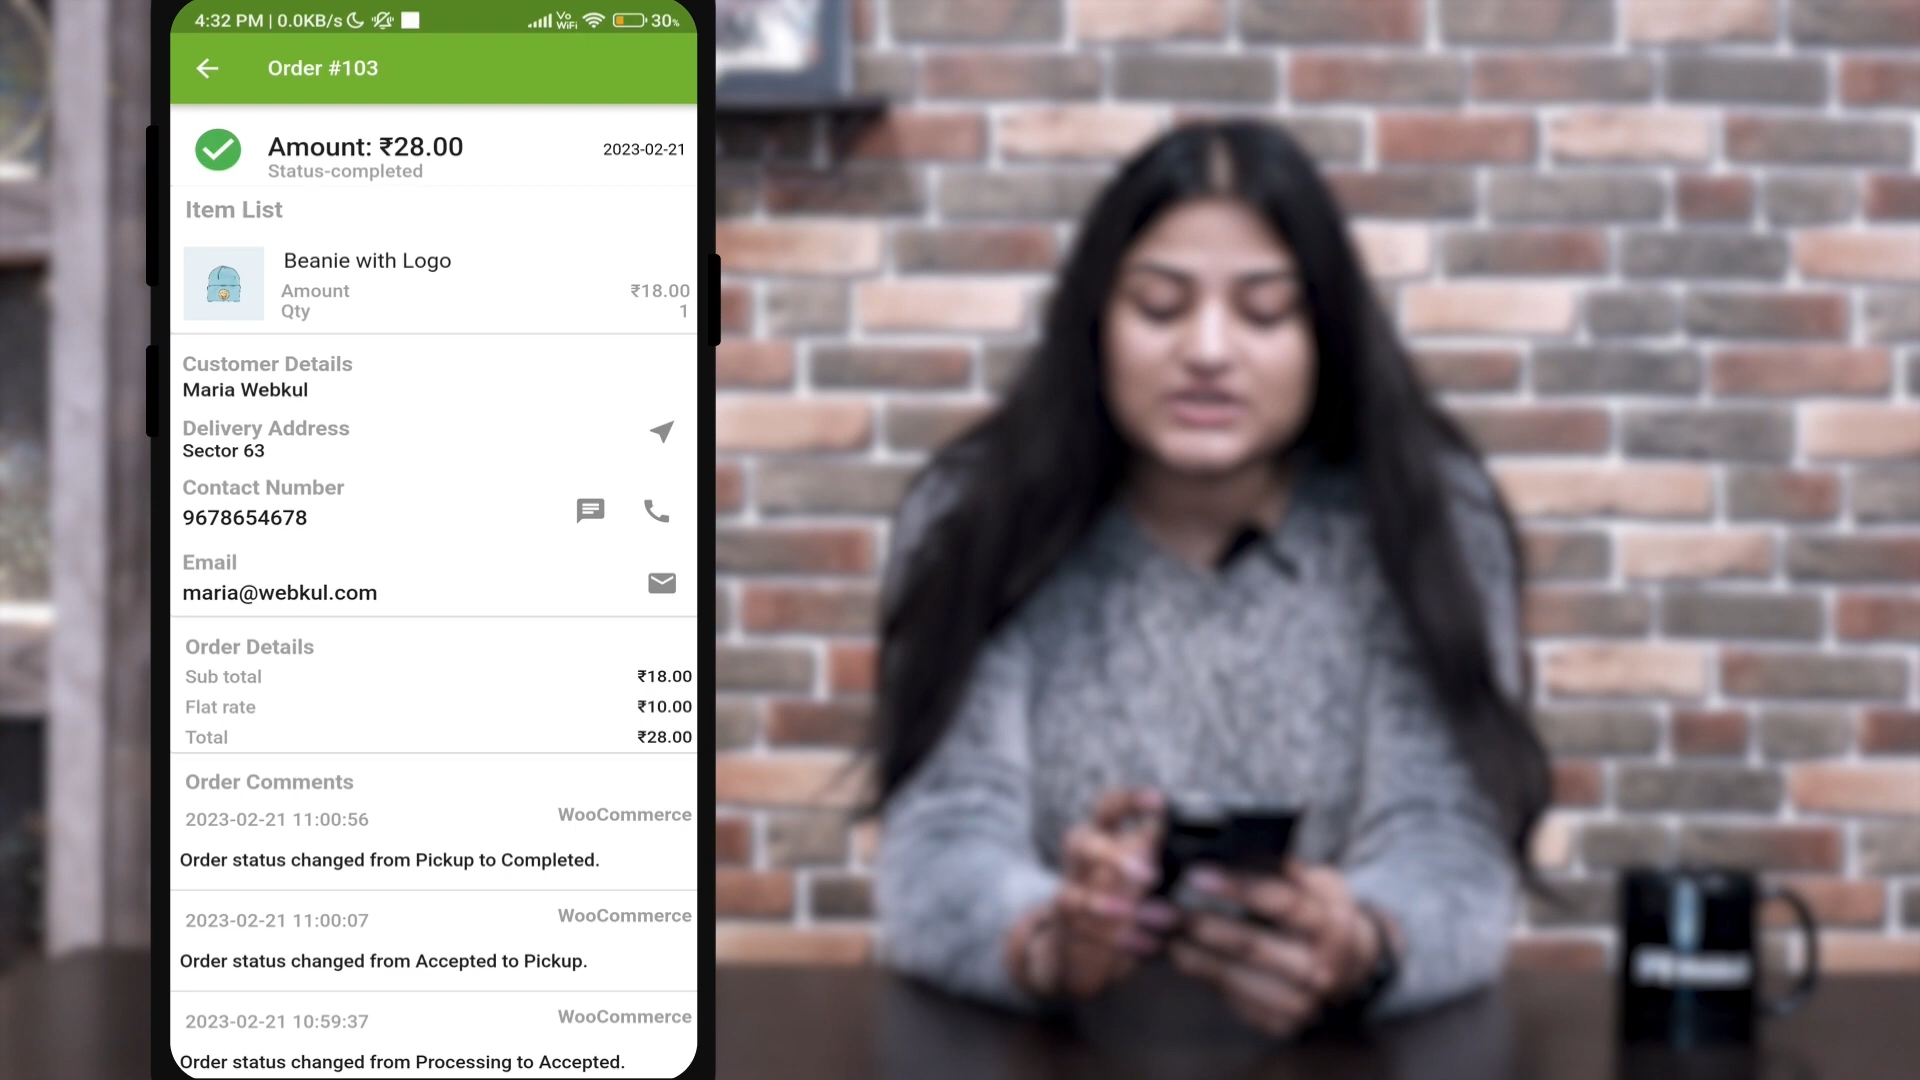 4:32 PM | 0.0KB/s Vo WiFi 30%
Order #103
Amount: ₹28.00 2023-02-21
Status-completed
Item List
Beanie with Logo
Amount ₹18.00
Qty 1
Customer Details
Maria Webkul
Delivery Address
Sector 63
Contact Number
9678654678
Email
maria@webkul.com
Order Details
Sub total ₹18.00
Flat rate ₹10.00
Total ₹28.00
Order Comments
2023-02-21 11:00:56 WooCommerce
Order status changed from Pickup to Completed.
2023-02-21 11:00:07 WooCommerce
Order status changed from Accepted to Pickup.
2023-02-21 10:59:37 WooCommerce
Order status changed from Processing to Accepted.